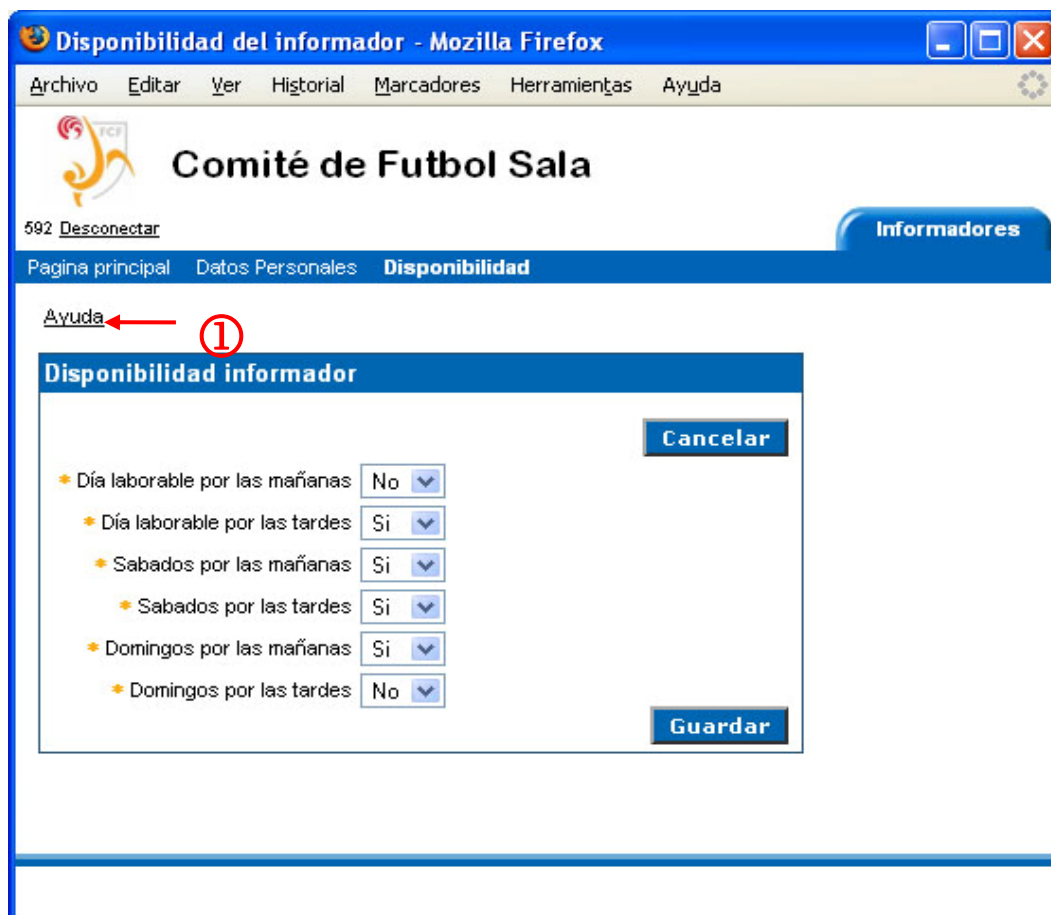 Disponibilidad del informador - Mozilla Firefox
Archivo Editar Ver Historial Marcadores Herramientas Ayuda
FCF
Comité de Futbol Sala
592 Desconectar
Informadores
Pagina principal Datos Personales Disponibilidad
Ayuda
①
Disponibilidad informador
Cancelar
* Día laborable por las mañanas No
* Día laborable por las tardes Si
* Sabados por las mañanas Si
* Sabados por las tardes Si
* Domingos por las mañanas Si
* Domingos por las tardes No
Guardar